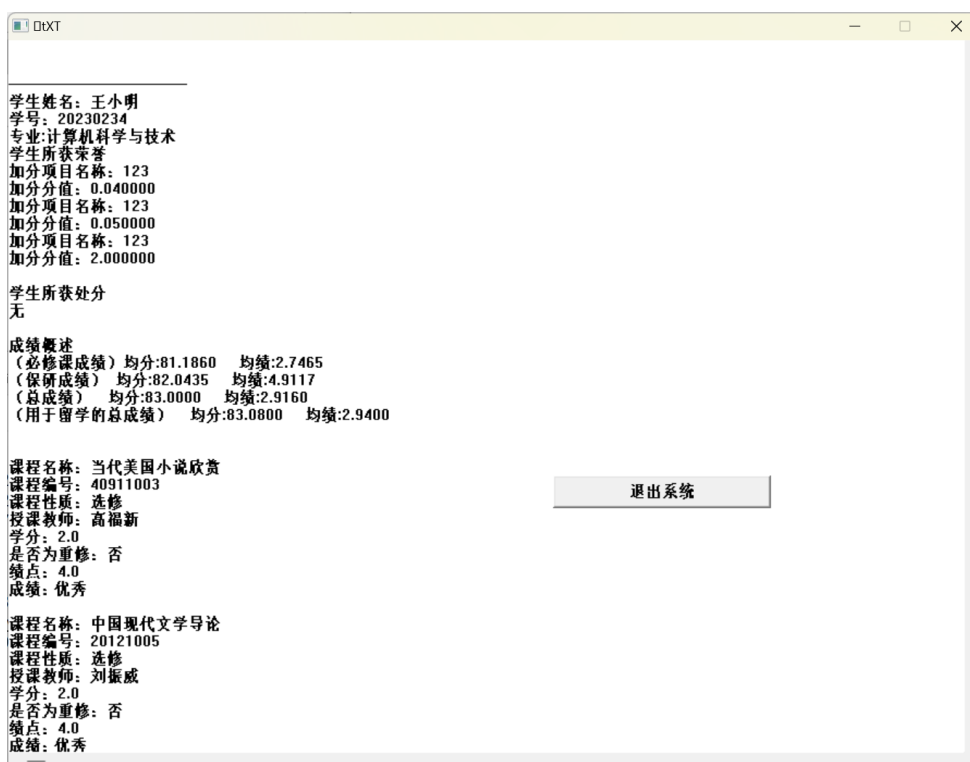 ▯tXT
学生姓名：王小明
学号：20230234
专业:计算机科学与技术
学生所获荣誉
加分项目名称：123
加分分值：0.040000
加分项目名称：123
加分分值：0.050000
加分项目名称：123
加分分值：2.000000
学生所获处分
无
成绩概述
（必修课成绩）均分:81.1860 均绩:2.7465
（保研成绩） 均分:82.0435 均绩:4.9117
（总成绩） 均分:83.0000 均绩:2.9160
（用于留学的总成绩） 均分:83.0800 均绩:2.9400
课程名称：当代美国小说欣赏
课程编号：40911003
课程性质：选修
授课教师：高福新
学分：2.0
是否为重修：否
绩点：4.0
成绩：优秀
退出系统
课程名称：中国现代文学导论
课程编号：20121005
课程性质：选修
授课教师：刘振威
学分：2.0
是否为重修：否
绩点：4.0
成绩：优秀